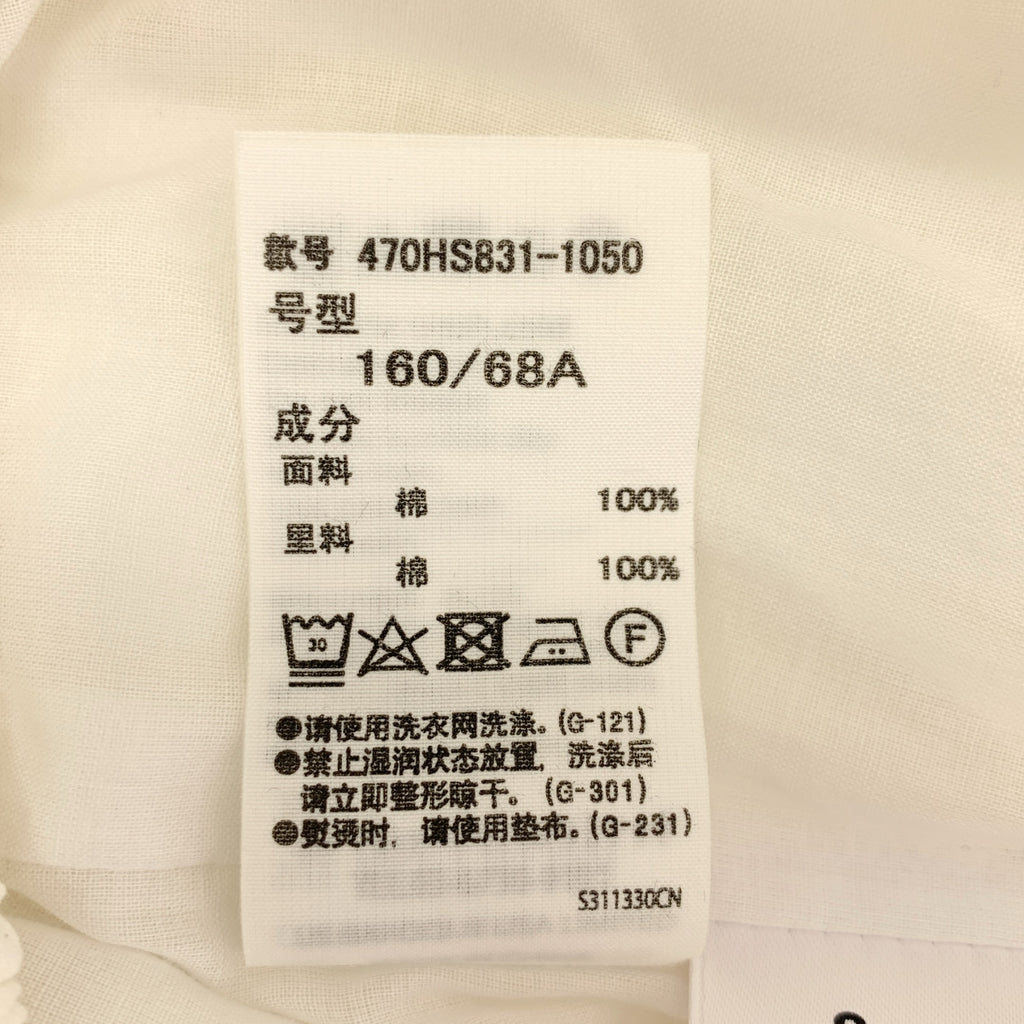 款号 470HS831-1050
号型
160/68A
成分
面料
棉 100%
里料
棉 100%
30 F
●请使用洗衣网洗涤。(G-121)
●禁止湿润状态放置,洗涤后
请立即整形晾干。(G-301)
●熨烫时,请使用垫布。(G-231)
S311330CN